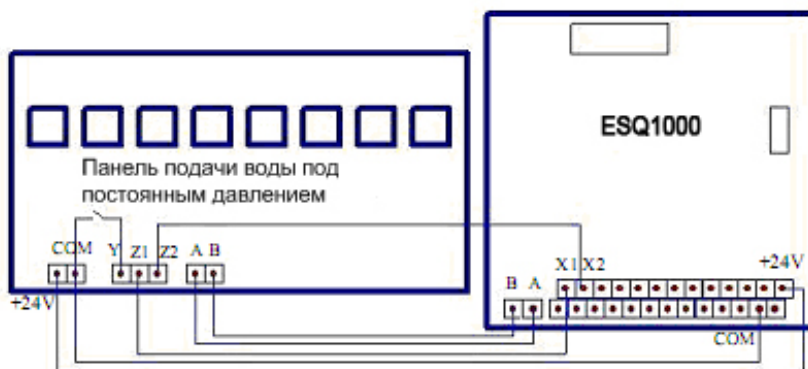 ESQ1000
Панель подачи воды под
постоянным давлением
COM Y Z1 Z2 A B
+24V
X1 X2 +24V
B A
COM